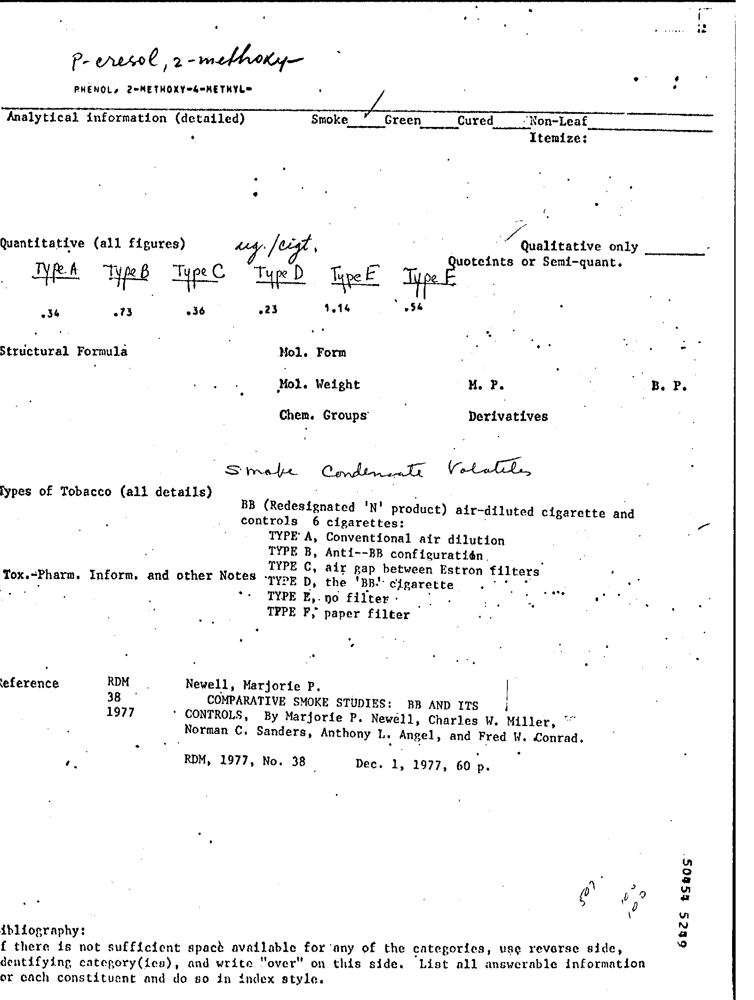 P-cresol, 2-methoxy-
PHENOL, 2-METHOXY-4-METHYL-
Analytical information (detailed) Smoke Green Cured Non-Leaf
Itemize:
Quantitative (all figures) ug./cigt. Qualitative only
Quoteints or Semi-quant.
Type A Type B Type C Type D Type E Type F
.34 .73 .36 .23 1.14 .54
Structural Formula Mol. Form
Mol. Weight M. P. B. P.
Chem. Groups Derivatives
Smoke Condensate Volatiles
Types of Tobacco (all details)
BB (Redesignated 'N' product) air-diluted cigarette and
controls 6 cigarettes:
TYPE A, Conventional air dilution
TYPE B, Anti--BB configuration
TYPE C, air gap between Estron filters
Tox.-Pharm. Inform. and other Notes TYPE D, the 'BB' cigarette
TYPE E, no filter
TYPE F, paper filter
eference RDM Newell, Marjorie P.
38 COMPARATIVE SMOKE STUDIES: BB AND ITS
1977 CONTROLS, By Marjorie P. Newell, Charles W. Miller,
Norman C. Sanders, Anthony L. Angel, and Fred W. Conrad.
RDM, 1977, No. 38 Dec. 1, 1977, 60 p.
50454 5249
ibliography:
f there is not sufficient space available for any of the categories, use reverse side,
dentifying category(ies), and write "over" on this side. List all answerable information
or each constituent and do so in index style.